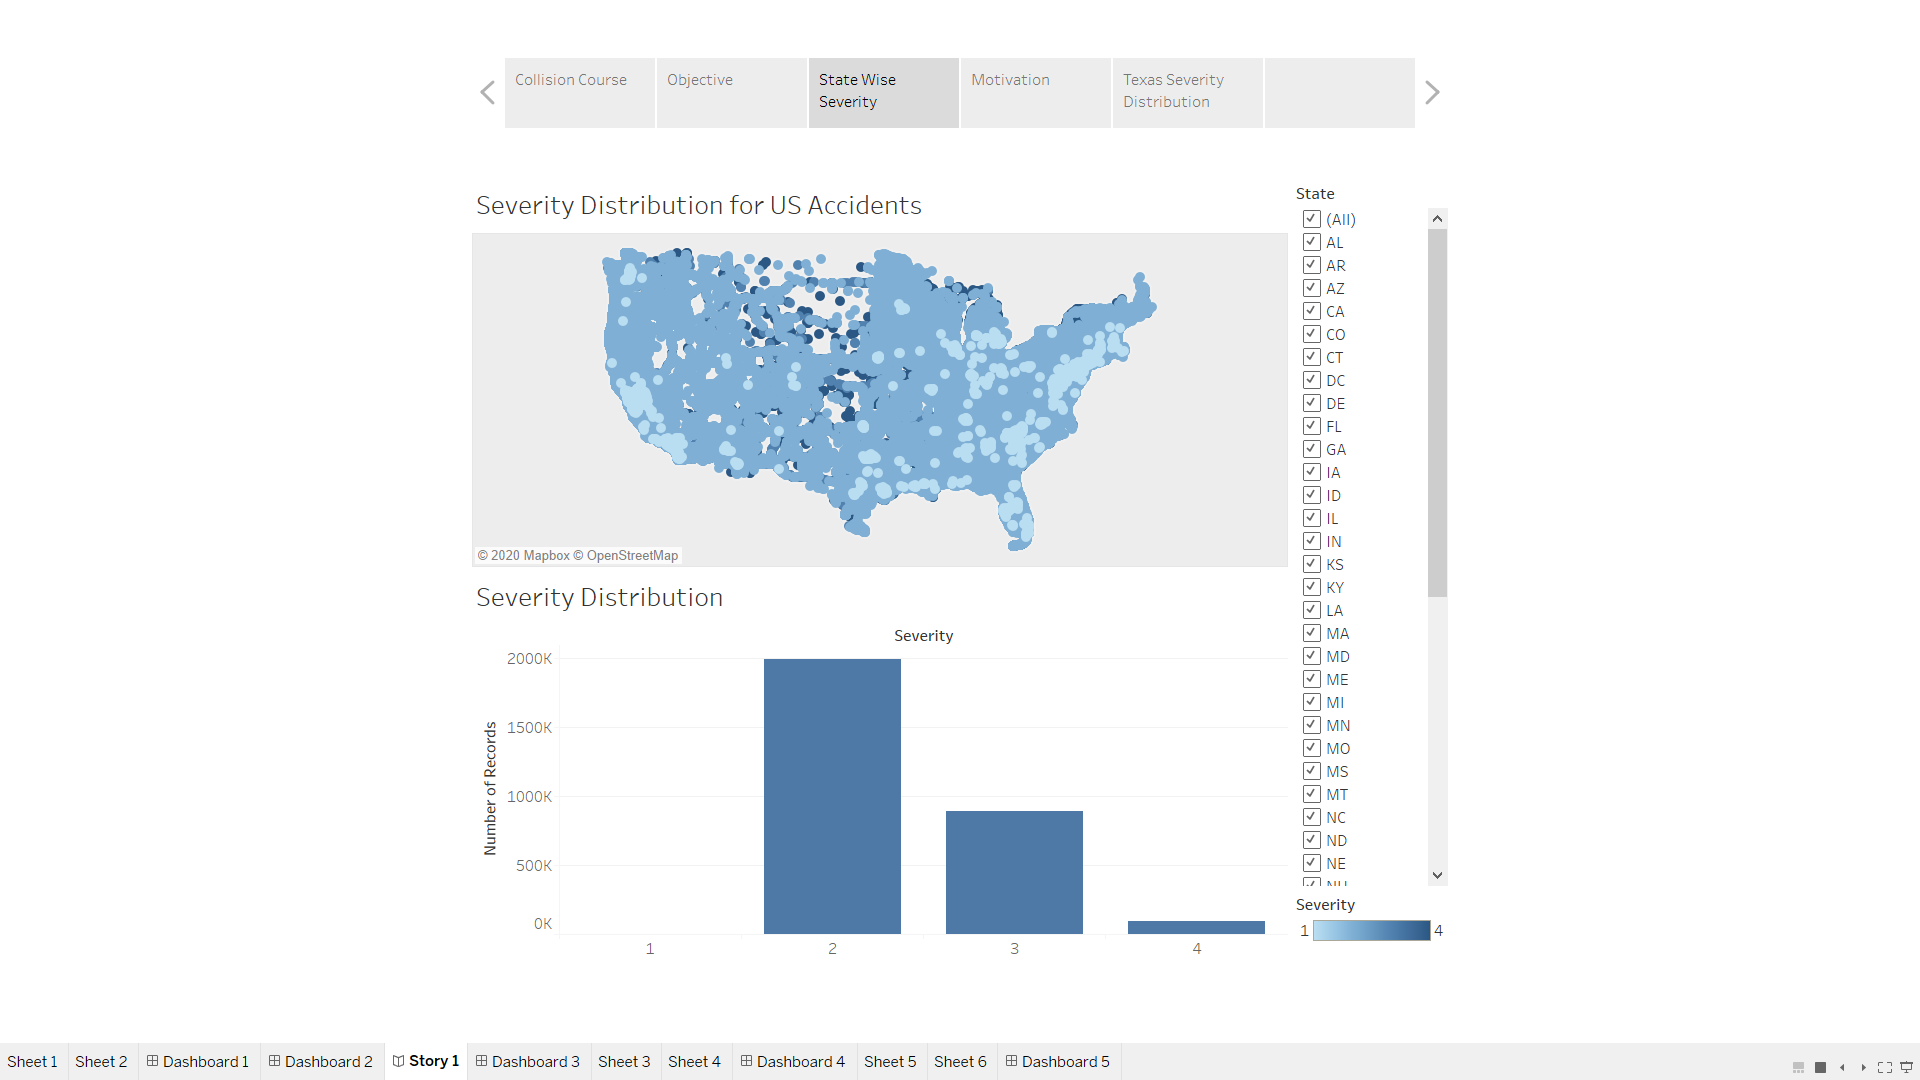 Collision Course
Objective
State Wise
Severity
Motivation
Texas Severity
Distribution
Severity Distribution for US Accidents
© 2020 Mapbox © OpenStreetMap
Severity Distribution
Severity
Number of Records
2000K
1500K
1000K
500K
0K
1
2
3
4
State
(All)
AL
AR
AZ
CA
CO
CT
DC
DE
FL
GA
IA
ID
IL
IN
KS
KY
LA
MA
MD
ME
MI
MN
MO
MS
MT
NC
ND
NE
Severity
1
4
Sheet 1
Sheet 2
Dashboard 1
Dashboard 2
Story 1
Dashboard 3
Sheet 3
Sheet 4
Dashboard 4
Sheet 5
Sheet 6
Dashboard 5